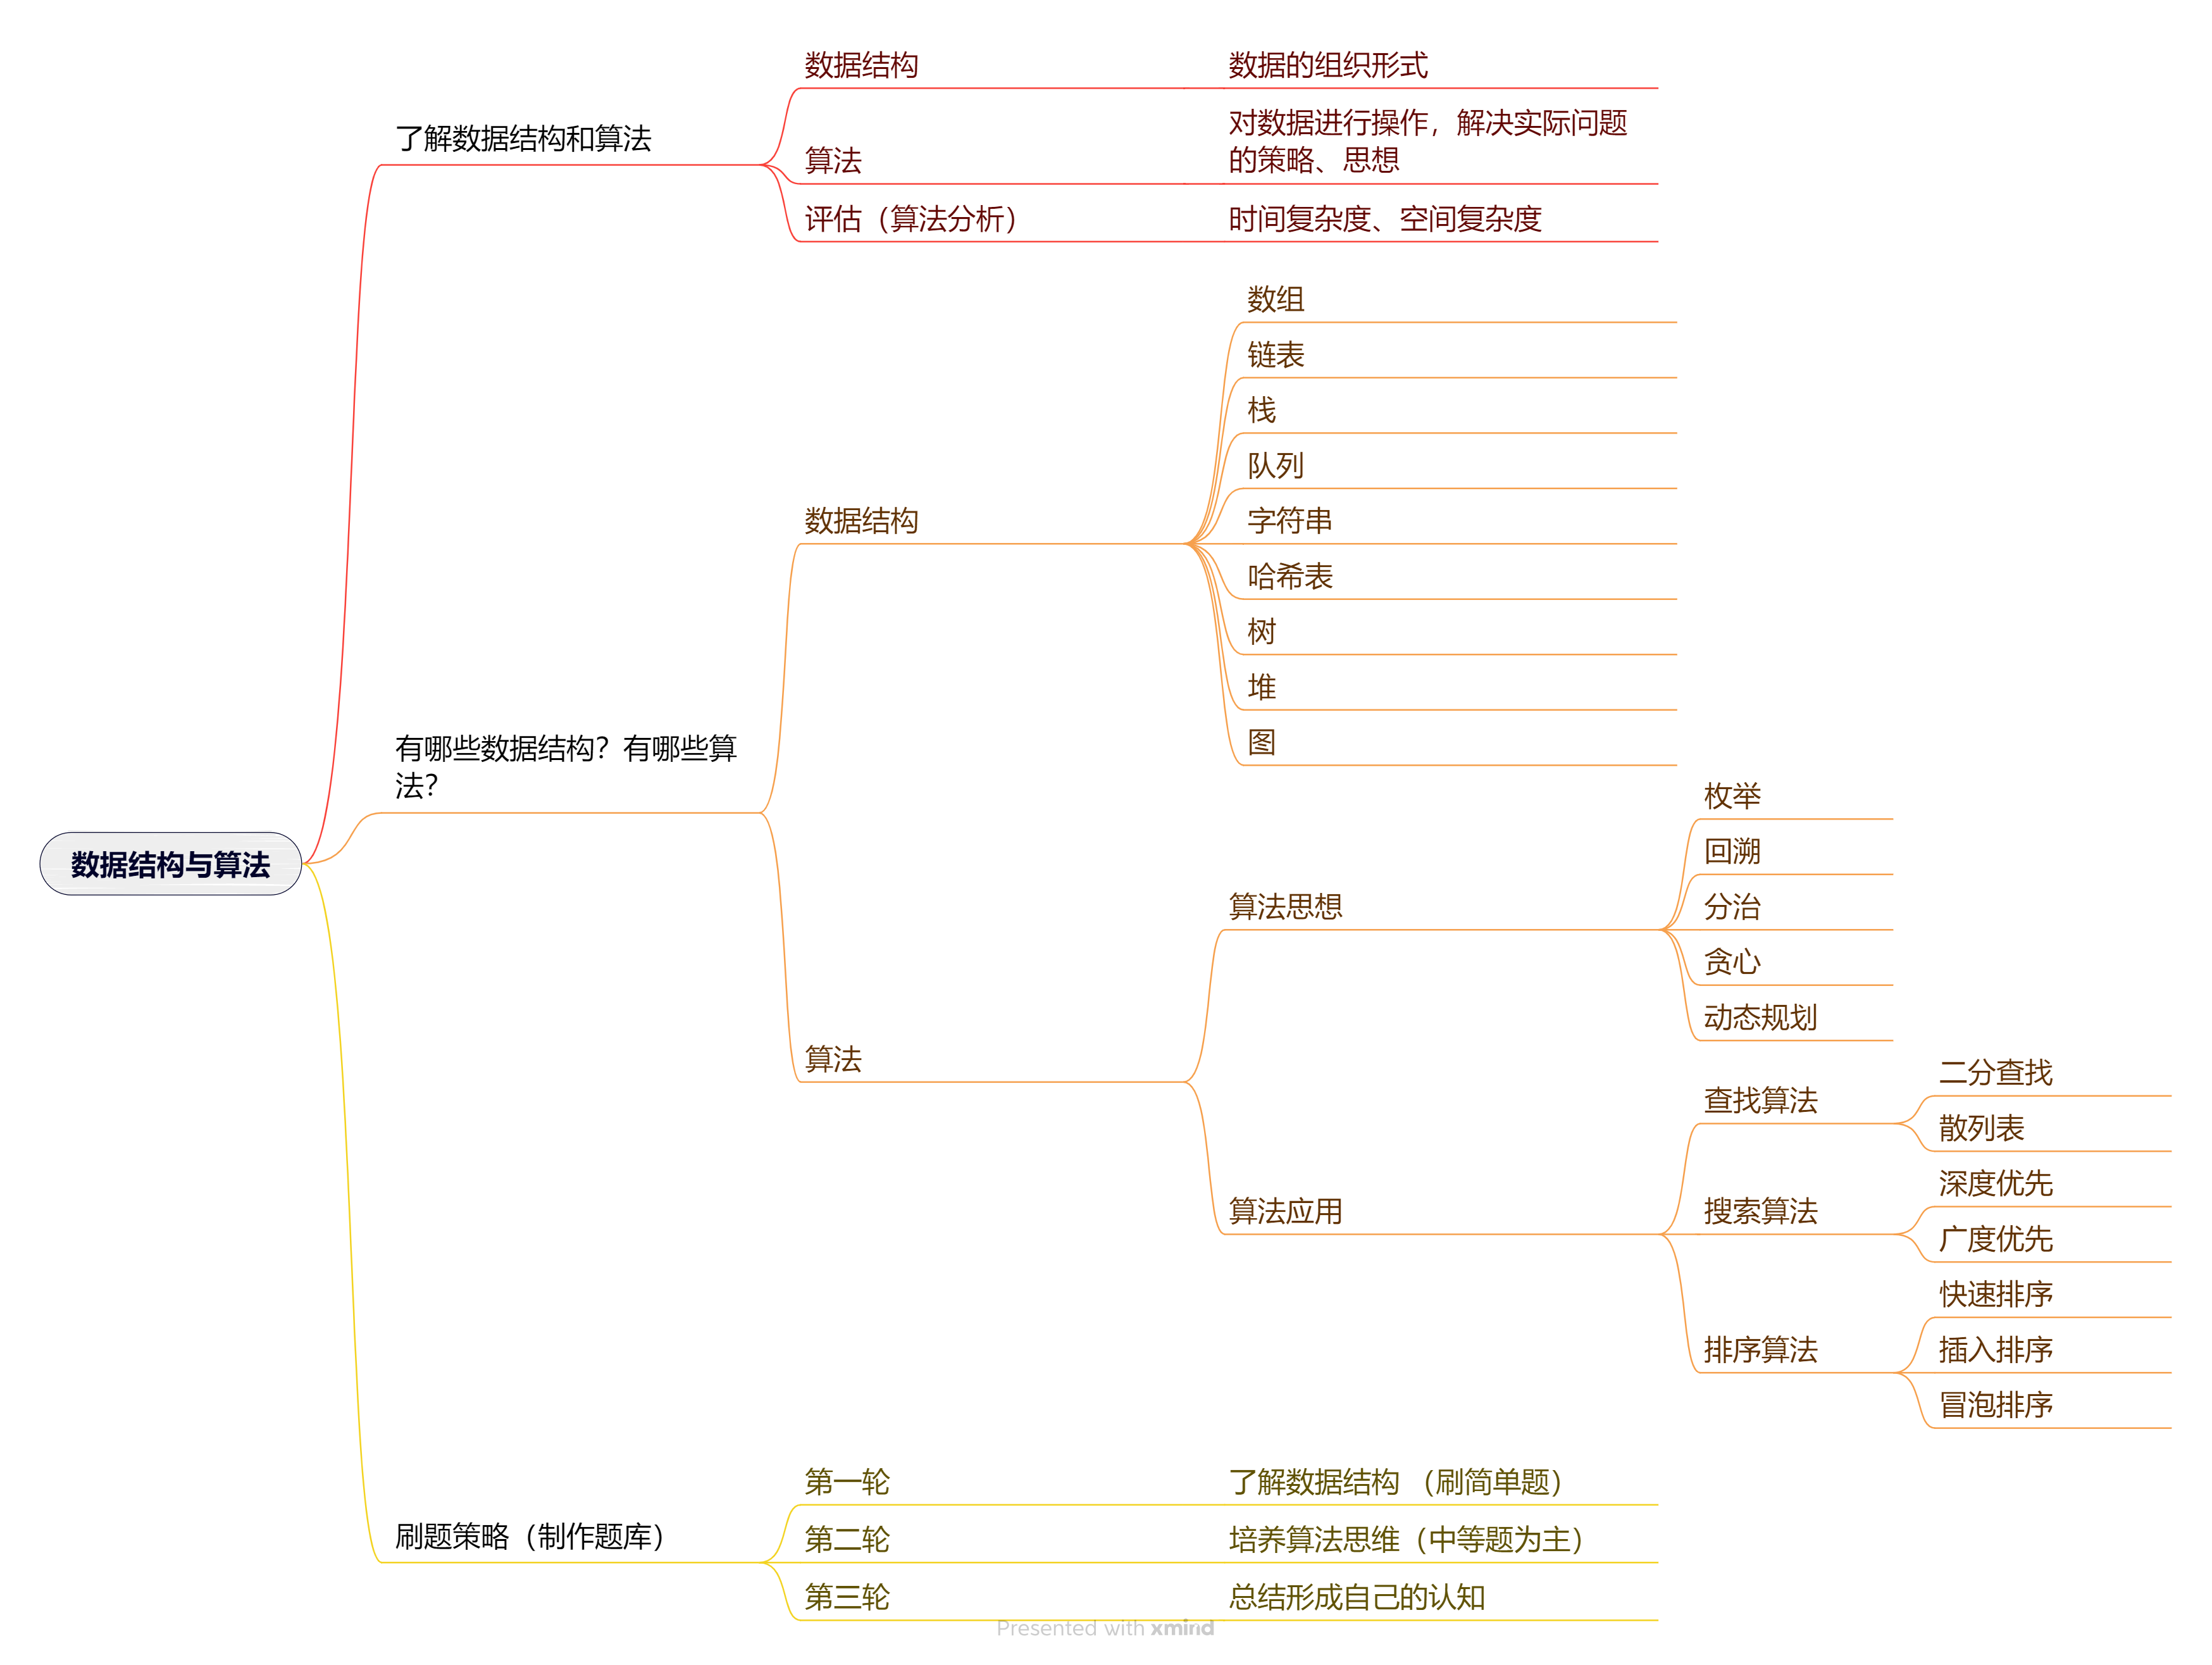 数据结构与算法
了解数据结构和算法
数据结构
数据的组织形式
算法
对数据进行操作，解决实际问题
的策略、思想
评估（算法分析）
时间复杂度、空间复杂度
有哪些数据结构？有哪些算
法？
数据结构
数组
链表
栈
队列
字符串
哈希表
树
堆
图
算法
算法思想
枚举
回溯
分治
贪心
动态规划
算法应用
查找算法
二分查找
散列表
搜索算法
深度优先
广度优先
排序算法
快速排序
插入排序
冒泡排序
刷题策略（制作题库）
第一轮
了解数据结构 （刷简单题）
第二轮
培养算法思维（中等题为主）
第三轮
总结形成自己的认知
Presented with xmind